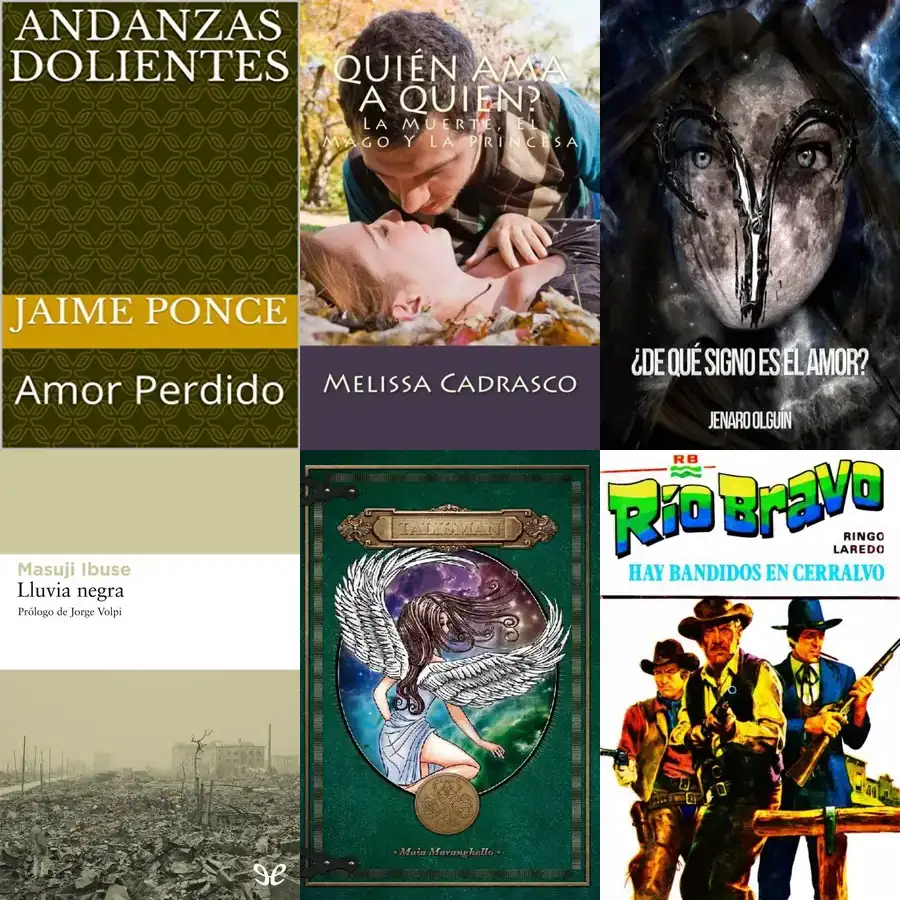 ANDANZAS
DOLIENTES
JAIME PONCE
Amor Perdido
QUIÉN AMA
A QUIEN?
LA MUERTE, EL
MAGO Y LA PRINCESA
MELISSA CADRASCO
¿DE QUÉ SIGNO ES EL AMOR?
JENARO OLGUIN
Masuji Ibuse
Lluvia negra
Prólogo de Jorge Volpi
TALISMAN
- Maia Maranghello -
RB
Río Bravo
RINGO
LAREDO
HAY BANDIDOS EN CERRALVO